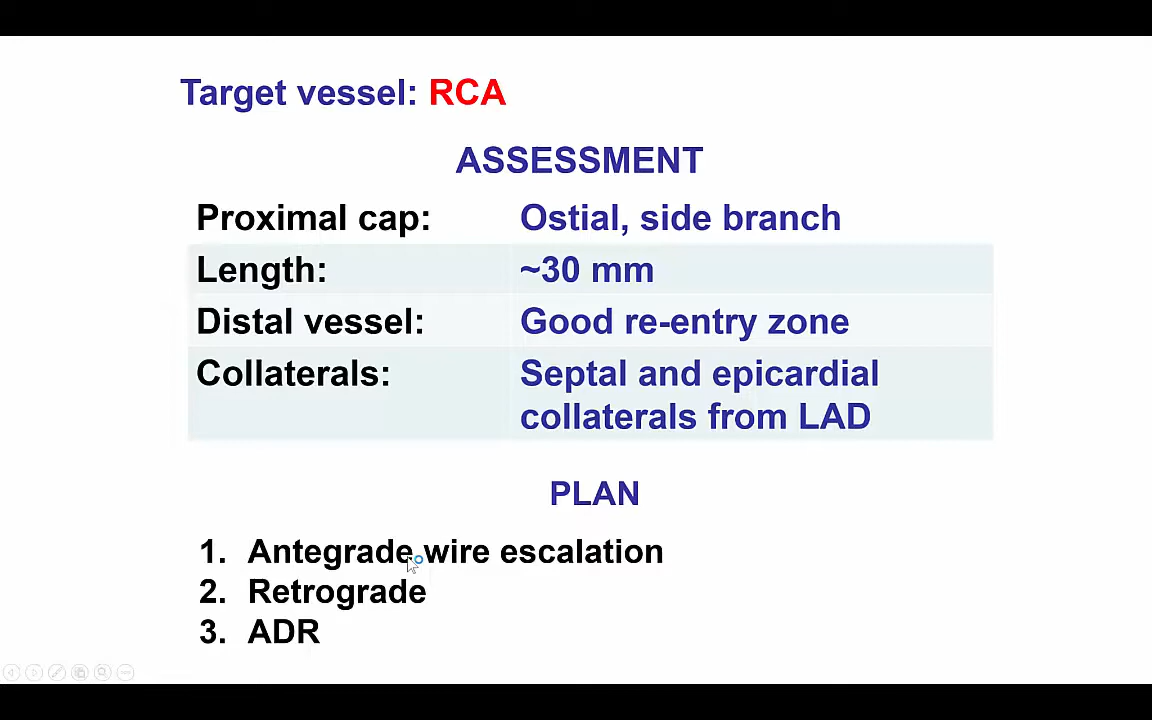 Target vessel: RCA
ASSESSMENT
Proximal cap: Ostial, side branch
Length: ~30 mm
Distal vessel: Good re-entry zone
Collaterals: Septal and epicardial
collaterals from LAD
PLAN
1. Antegrade wire escalation
2. Retrograde
3. ADR